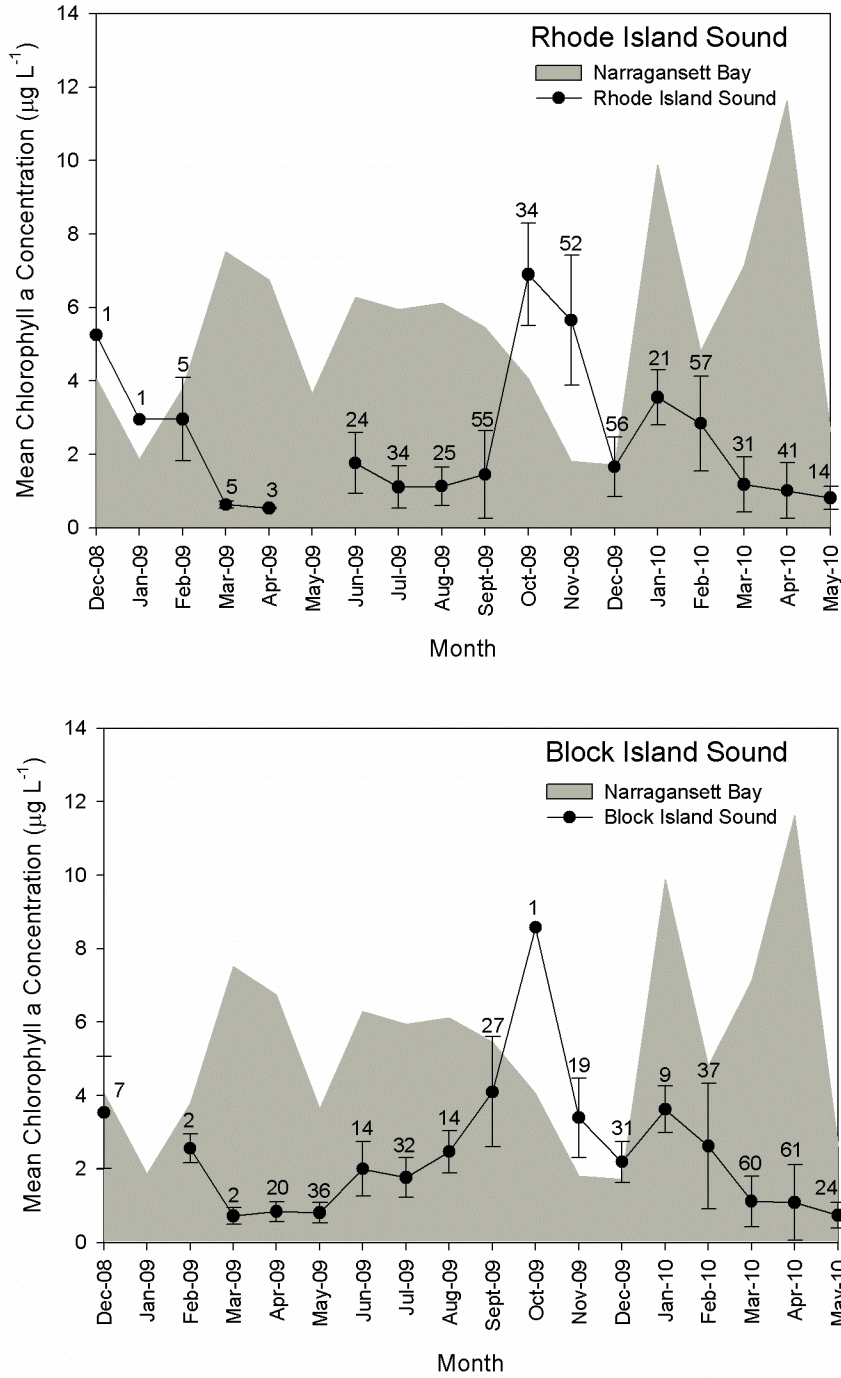 Rhode Island Sound
Narragansett Bay
Rhode Island Sound
Mean Chlorophyll a Concentration (µg L-1)
14
12
10
8
6
4
2
0
1
1
5
5
3
24
34
25
55
34
52
56
21
57
31
41
14
Dec-08
Jan-09
Feb-09
Mar-09
Apr-09
May-09
Jun-09
Jul-09
Aug-09
Sept-09
Oct-09
Nov-09
Dec-09
Jan-10
Feb-10
Mar-10
Apr-10
May-10
Month
Block Island Sound
Narragansett Bay
Block Island Sound
Mean Chlorophyll a Concentration (µg L-1)
14
12
10
8
6
4
2
0
7
2
2
20
36
14
32
14
27
1
19
31
9
37
60
61
24
Dec-08
Jan-09
Feb-09
Mar-09
Apr-09
May-09
Jun-09
Jul-09
Aug-09
Sept-09
Oct-09
Nov-09
Dec-09
Jan-10
Feb-10
Mar-10
Apr-10
May-10
Month